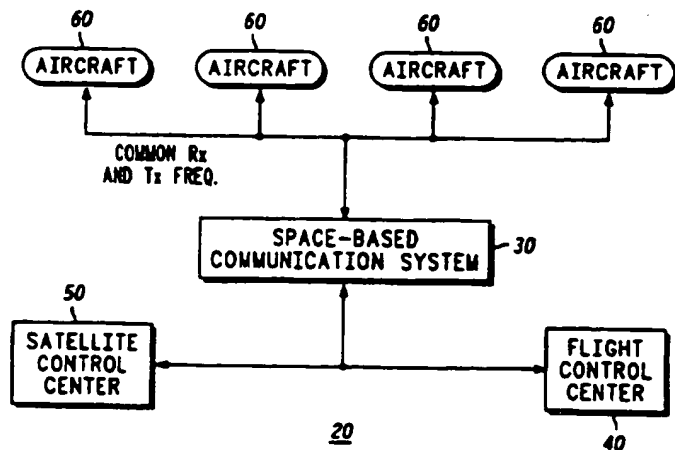 60 60 60 60
AIRCRAFT AIRCRAFT AIRCRAFT AIRCRAFT
COMMON Rx
AND Tx FREQ.
SPACE-BASED
COMMUNICATION SYSTEM
30
50
SATELLITE
CONTROL
CENTER
FLIGHT
CONTROL
CENTER
20
40